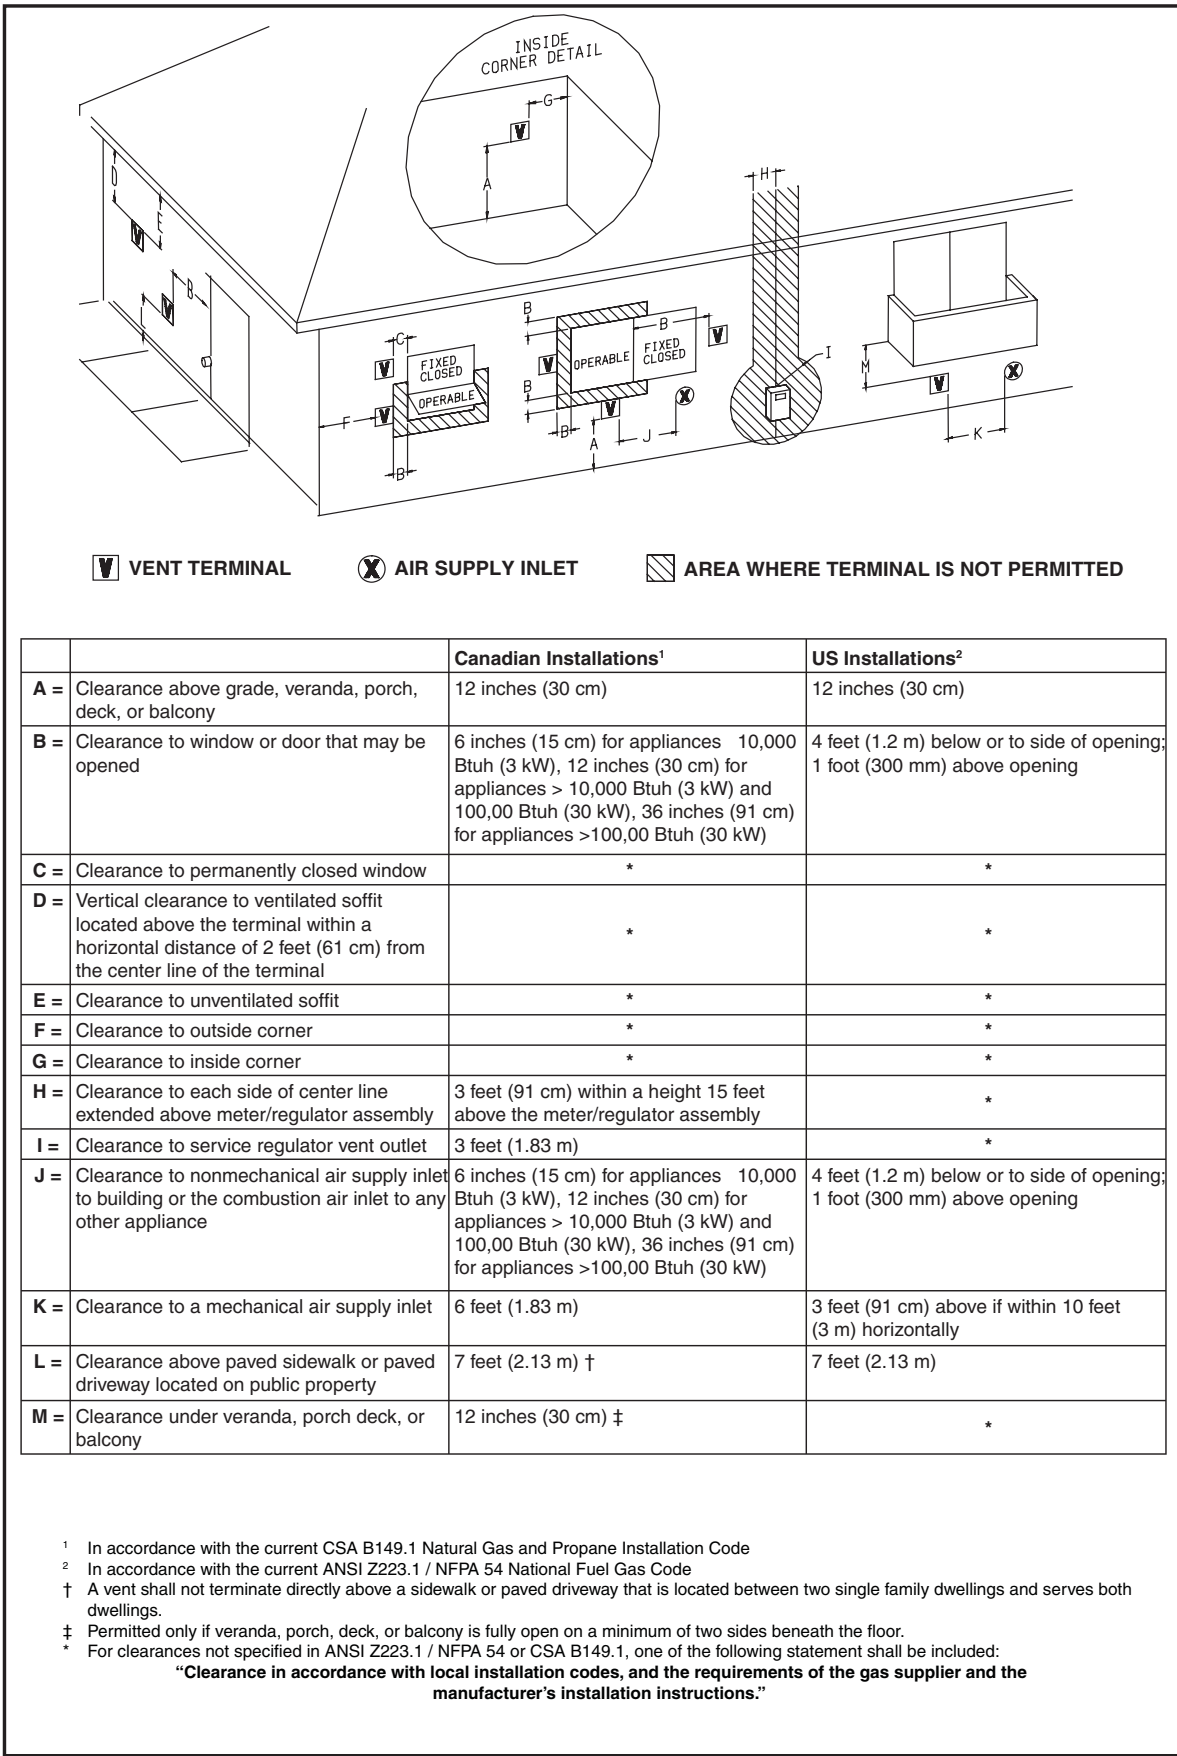 INSIDE
CORNER DETAIL
G
V
A
H
D
E
V
B
V
L
C
V
FIXED
CLOSED
OPERABLE
F
V
B
B
B
V
OPERABLE
FIXED
CLOSED
V
B
V
X
B
A
J
I
M
V
X
K
V VENT TERMINAL
X AIR SUPPLY INLET
AREA WHERE TERMINAL IS NOT PERMITTED
Canadian Installations¹
US Installations²
A = Clearance above grade, veranda, porch,
deck, or balcony
12 inches (30 cm)
12 inches (30 cm)
B = Clearance to window or door that may be
opened
6 inches (15 cm) for appliances 10,000
Btuh (3 kW), 12 inches (30 cm) for
appliances > 10,000 Btuh (3 kW) and
100,00 Btuh (30 kW), 36 inches (91 cm)
for appliances >100,00 Btuh (30 kW)
4 feet (1.2 m) below or to side of opening;
1 foot (300 mm) above opening
C = Clearance to permanently closed window
*
*
D = Vertical clearance to ventilated soffit
located above the terminal within a
horizontal distance of 2 feet (61 cm) from
the center line of the terminal
*
*
E = Clearance to unventilated soffit
*
*
F = Clearance to outside corner
*
*
G = Clearance to inside corner
*
*
H = Clearance to each side of center line
extended above meter/regulator assembly
3 feet (91 cm) within a height 15 feet
above the meter/regulator assembly
*
I = Clearance to service regulator vent outlet
3 feet (1.83 m)
*
J = Clearance to nonmechanical air supply inlet
to building or the combustion air inlet to any
other appliance
6 inches (15 cm) for appliances 10,000
Btuh (3 kW), 12 inches (30 cm) for
appliances > 10,000 Btuh (3 kW) and
100,00 Btuh (30 kW), 36 inches (91 cm)
for appliances >100,00 Btuh (30 kW)
4 feet (1.2 m) below or to side of opening;
1 foot (300 mm) above opening
K = Clearance to a mechanical air supply inlet
6 feet (1.83 m)
3 feet (91 cm) above if within 10 feet
(3 m) horizontally
L = Clearance above paved sidewalk or paved
driveway located on public property
7 feet (2.13 m) †
7 feet (2.13 m)
M = Clearance under veranda, porch deck, or
balcony
12 inches (30 cm) ‡
*
¹ In accordance with the current CSA B149.1 Natural Gas and Propane Installation Code
² In accordance with the current ANSI Z223.1 / NFPA 54 National Fuel Gas Code
† A vent shall not terminate directly above a sidewalk or paved driveway that is located between two single family dwellings and serves both
dwellings.
‡ Permitted only if veranda, porch, deck, or balcony is fully open on a minimum of two sides beneath the floor.
* For clearances not specified in ANSI Z223.1 / NFPA 54 or CSA B149.1, one of the following statement shall be included:
“Clearance in accordance with local installation codes, and the requirements of the gas supplier and the
manufacturer’s installation instructions.”